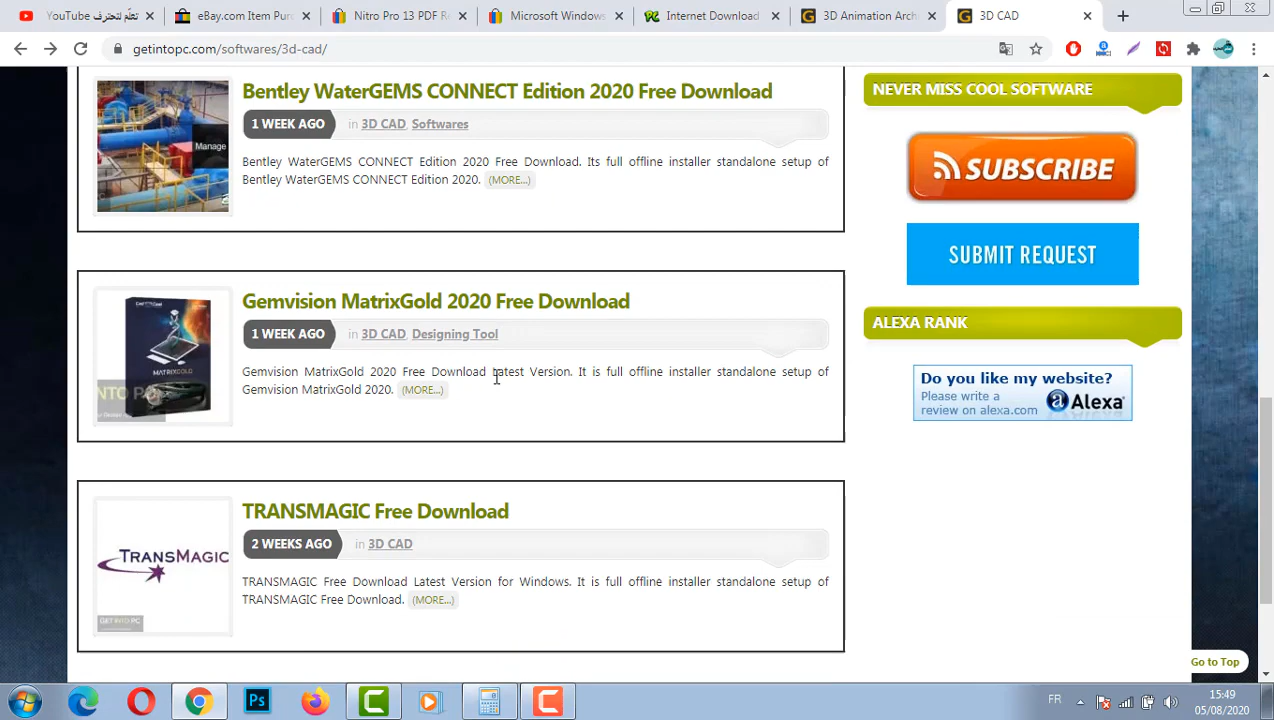 YouTube تعلّم لتحترف
eBay.com Item Pur
Nitro Pro 13 PDF R
Microsoft Windows
Internet Download
3D Animation Arch
3D CAD
getintopc.com/softwares/3d-cad/
Bentley WaterGEMS CONNECT Edition 2020 Free Download
1 WEEK AGO in 3D CAD, Softwares
Manage
Bentley WaterGEMS CONNECT Edition 2020 Free Download. Its full offline installer standalone setup of
Bentley WaterGEMS CONNECT Edition 2020. (MORE...)
Gemvision MatrixGold 2020 Free Download
1 WEEK AGO in 3D CAD, Designing Tool
MATRIXGOLD
Gemvision MatrixGold 2020 Free Download Latest Version. It is full offline installer standalone setup of
Gemvision MatrixGold 2020. (MORE...)
TRANSMAGIC Free Download
2 WEEKS AGO in 3D CAD
TRANSMAGIC
GET INTO PC
TRANSMAGIC Free Download Latest Version for Windows. It is full offline installer standalone setup of
TRANSMAGIC Free Download. (MORE...)
NEVER MISS COOL SOFTWARE
SUBSCRIBE
SUBMIT REQUEST
ALEXA RANK
Do you like my website?
Please write a
review on alexa.com
Alexa
Go to Top
Ps
FR
15:49
05/08/2020